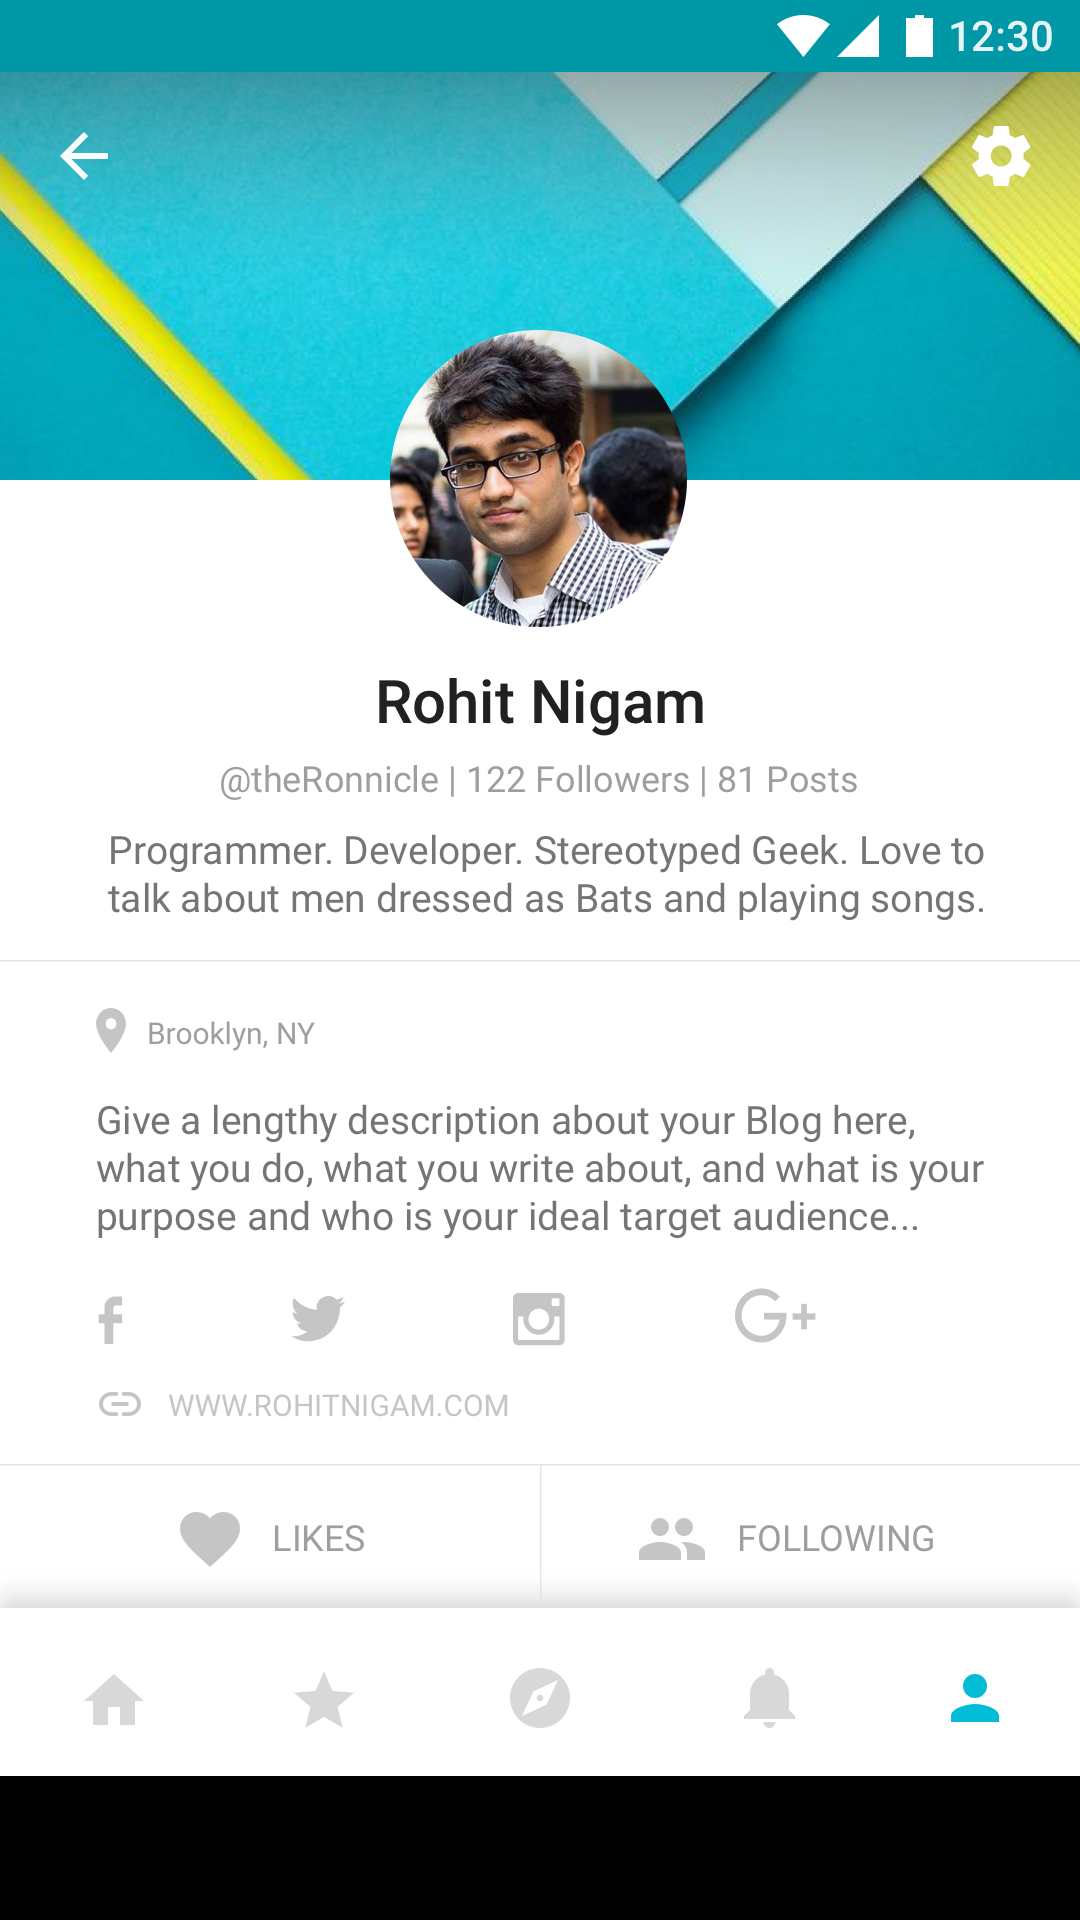 12:30
Rohit Nigam
@theRonnicle | 122 Followers | 81 Posts
Programmer. Developer. Stereotyped Geek. Love to
talk about men dressed as Bats and playing songs.
Brooklyn, NY
Give a lengthy description about your Blog here,
what you do, what you write about, and what is your
purpose and who is your ideal target audience...
WWW.ROHITNIGAM.COM
LIKES
FOLLOWING